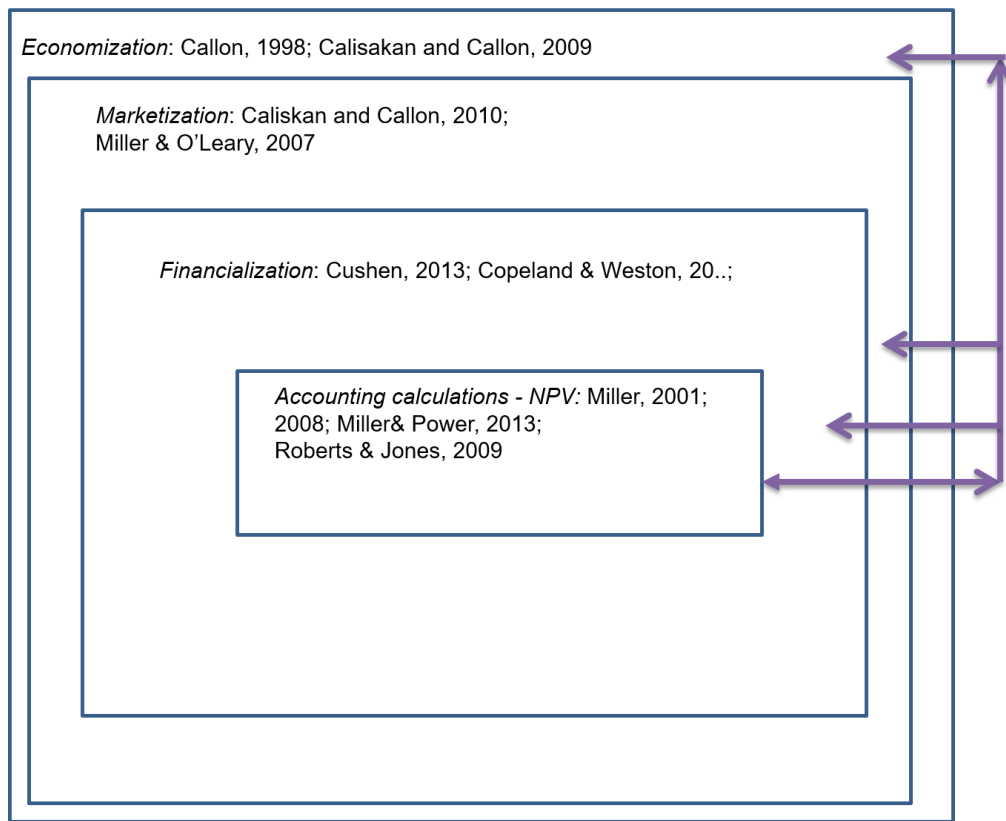 Economization: Callon, 1998; Calisakan and Callon, 2009
Marketization: Caliskan and Callon, 2010;
Miller & O’Leary, 2007
Financialization: Cushen, 2013; Copeland & Weston, 20..;
Accounting calculations - NPV: Miller, 2001;
2008; Miller& Power, 2013;
Roberts & Jones, 2009